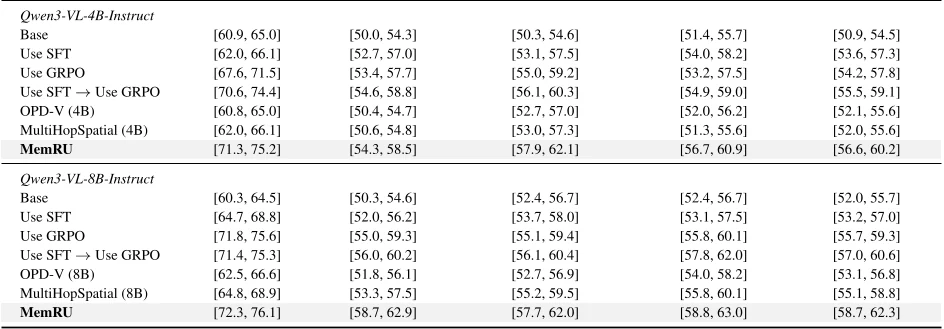 Qwen3-VL-4B-Instruct
Base [60.9, 65.0] [50.0, 54.3] [50.3, 54.6] [51.4, 55.7] [50.9, 54.5]
Use SFT [62.0, 66.1] [52.7, 57.0] [53.1, 57.5] [54.0, 58.2] [53.6, 57.3]
Use GRPO [67.6, 71.5] [53.4, 57.7] [55.0, 59.2] [53.2, 57.5] [54.2, 57.8]
Use SFT → Use GRPO [70.6, 74.4] [54.6, 58.8] [56.1, 60.3] [54.9, 59.0] [55.5, 59.1]
OPD-V (4B) [60.8, 65.0] [50.4, 54.7] [52.7, 57.0] [52.0, 56.2] [52.1, 55.6]
MultiHopSpatial (4B) [62.0, 66.1] [50.6, 54.8] [53.0, 57.3] [51.3, 55.6] [52.0, 55.6]
MemRU [71.3, 75.2] [54.3, 58.5] [57.9, 62.1] [56.7, 60.9] [56.6, 60.2]
Qwen3-VL-8B-Instruct
Base [60.3, 64.5] [50.3, 54.6] [52.4, 56.7] [52.4, 56.7] [52.0, 55.7]
Use SFT [64.7, 68.8] [52.0, 56.2] [53.7, 58.0] [53.1, 57.5] [53.2, 57.0]
Use GRPO [71.8, 75.6] [55.0, 59.3] [55.1, 59.4] [55.8, 60.1] [55.7, 59.3]
Use SFT → Use GRPO [71.4, 75.3] [56.0, 60.2] [56.1, 60.4] [57.8, 62.0] [57.0, 60.6]
OPD-V (8B) [62.5, 66.6] [51.8, 56.1] [52.7, 56.9] [54.0, 58.2] [53.1, 56.8]
MultiHopSpatial (8B) [64.8, 68.9] [53.3, 57.5] [55.2, 59.5] [55.8, 60.1] [55.1, 58.8]
MemRU [72.3, 76.1] [58.7, 62.9] [57.7, 62.0] [58.8, 63.0] [58.7, 62.3]